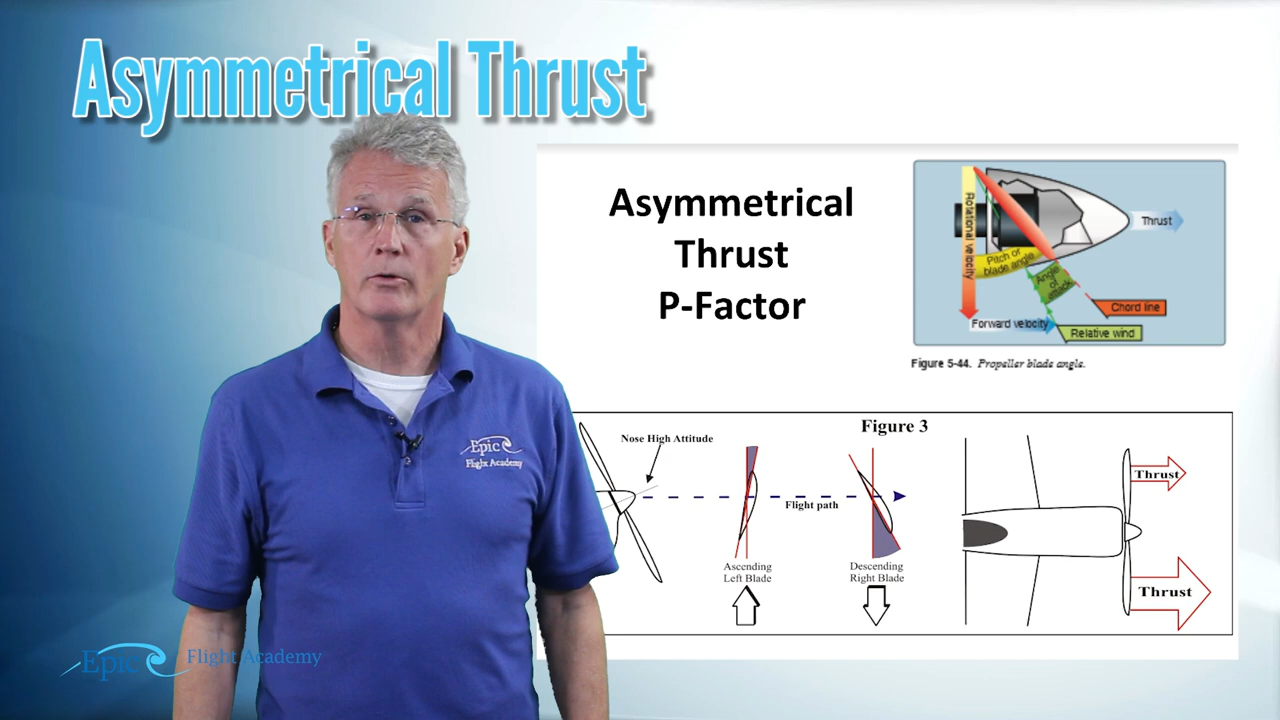 Asymmetrical Thrust
Asymmetrical
Thrust
P-Factor
Rotational velocity
Thrust
Pitch or
blade angle
Angle
of
attack
Chord line
Forward velocity
Relative wind
Figure 5-44. Propeller blade angle.
Figure 3
Nose High Attitude
Flight path
Thrust
Ascending
Left Blade
Descending
Right Blade
Thrust
Epic
Flight Academy
Epic Flight Academy